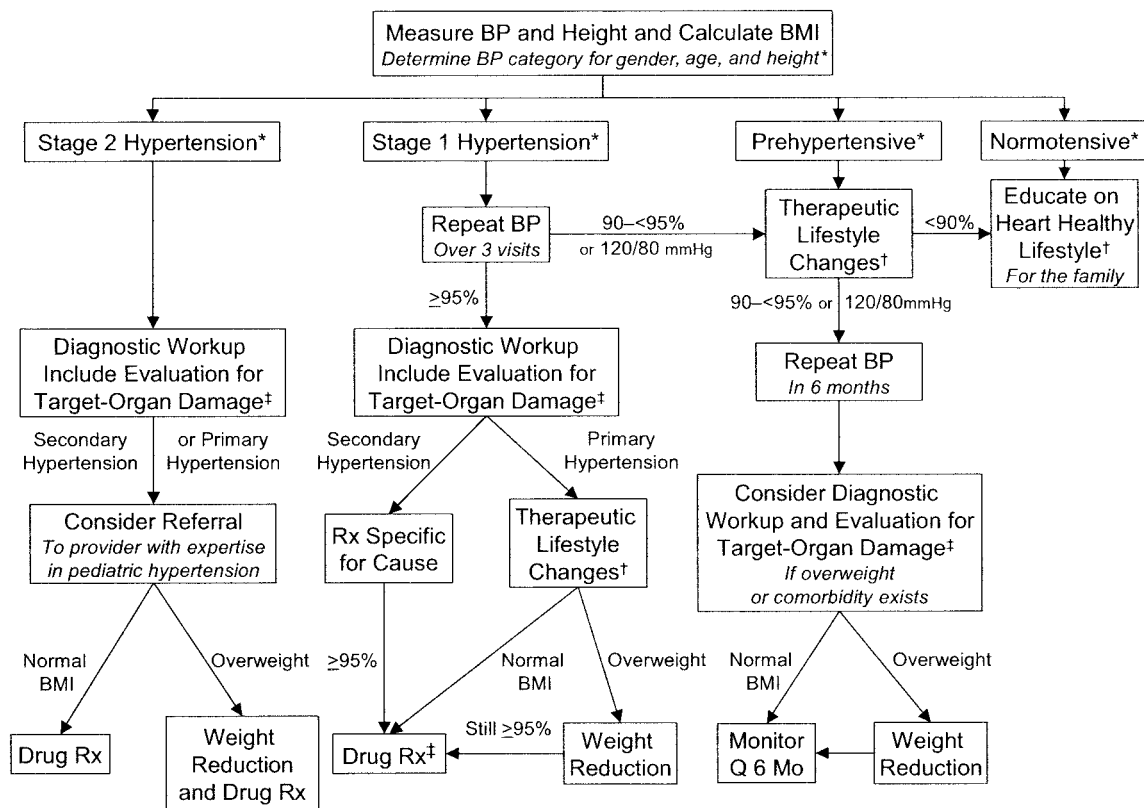 Measure BP and Height and Calculate BMI
Determine BP category for gender, age, and height*
Stage 2 Hypertension*
Stage 1 Hypertension*
Prehypertensive*
Normotensive*
Repeat BP
Over 3 visits
90–<95%
or 120/80 mmHg
Therapeutic
Lifestyle
Changes†
<90%
Educate on
Heart Healthy
Lifestyle†
For the family
≥95%
90–<95% or 120/80mmHg
Diagnostic Workup
Include Evaluation for
Target-Organ Damage‡
Diagnostic Workup
Include Evaluation for
Target-Organ Damage‡
Repeat BP
In 6 months
Secondary
Hypertension
or Primary
Hypertension
Secondary
Hypertension
Primary
Hypertension
Consider Referral
To provider with expertise
in pediatric hypertension
Rx Specific
for Cause
Therapeutic
Lifestyle
Changes†
Consider Diagnostic
Workup and Evaluation for
Target-Organ Damage‡
If overweight
or comorbidity exists
Normal
BMI
Overweight
≥95%
Normal
BMI
Overweight
Normal
BMI
Overweight
Drug Rx
Weight
Reduction
and Drug Rx
Drug Rx‡
Still ≥95%
Weight
Reduction
Monitor
Q 6 Mo
Weight
Reduction